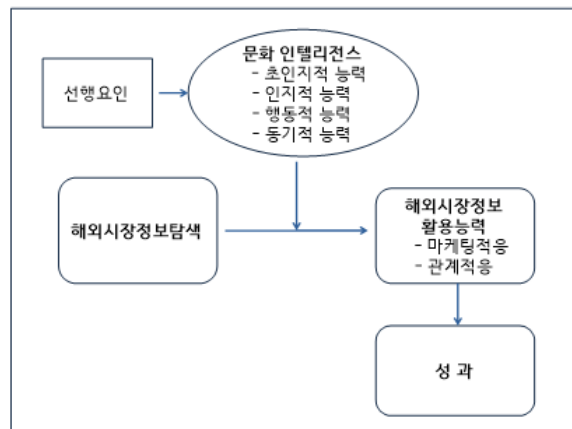 문화 인텔리전스
- 초인지적 능력
- 인지적 능력
- 행동적 능력
- 동기적 능력
선행요인
해외시장정보탐색
해외시장정보
활용능력
- 마케팅적응
- 관계적응
성 과